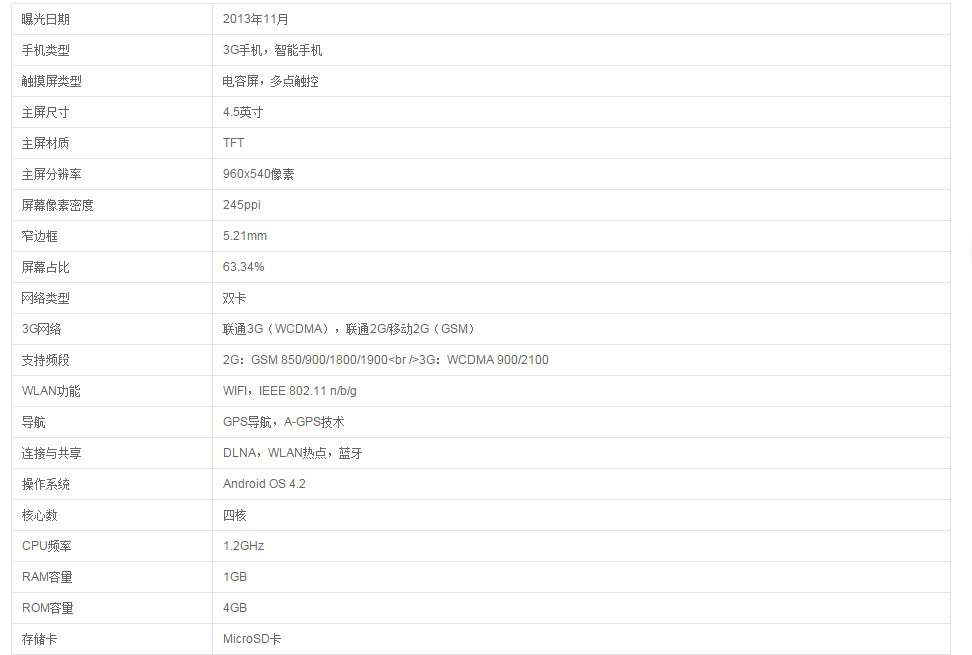 曝光日期 2013年11月
手机类型 3G手机，智能手机
触摸屏类型 电容屏，多点触控
主屏尺寸 4.5英寸
主屏材质 TFT
主屏分辨率 960x540像素
屏幕像素密度 245ppi
窄边框 5.21mm
屏幕占比 63.34%
网络类型 双卡
3G网络 联通3G（WCDMA），联通2G/移动2G（GSM）
支持频段 2G：GSM 850/900/1800/1900<br />3G：WCDMA 900/2100
WLAN功能 WIFI，IEEE 802.11 n/b/g
导航 GPS导航，A-GPS技术
连接与共享 DLNA，WLAN热点，蓝牙
操作系统 Android OS 4.2
核心数 四核
CPU频率 1.2GHz
RAM容量 1GB
ROM容量 4GB
存储卡 MicroSD卡